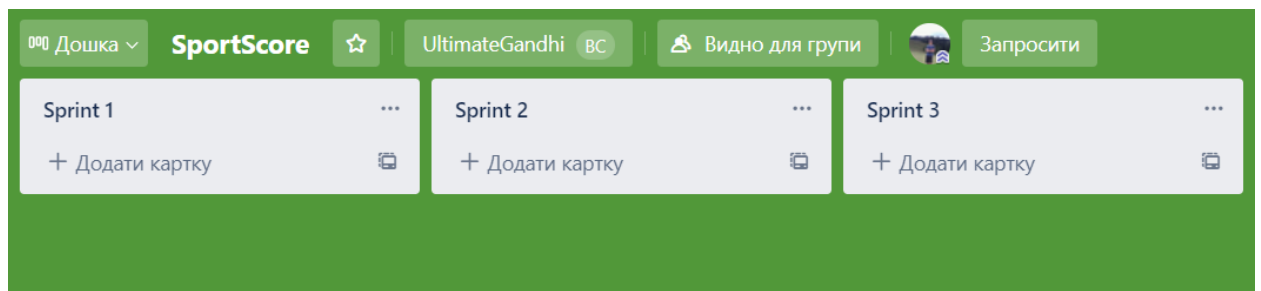 Дошка SportScore UltimateGandhi BC Видно для групи Запросити
Sprint 1 ... Sprint 2 ... Sprint 3 ...
+ Додати картку + Додати картку + Додати картку